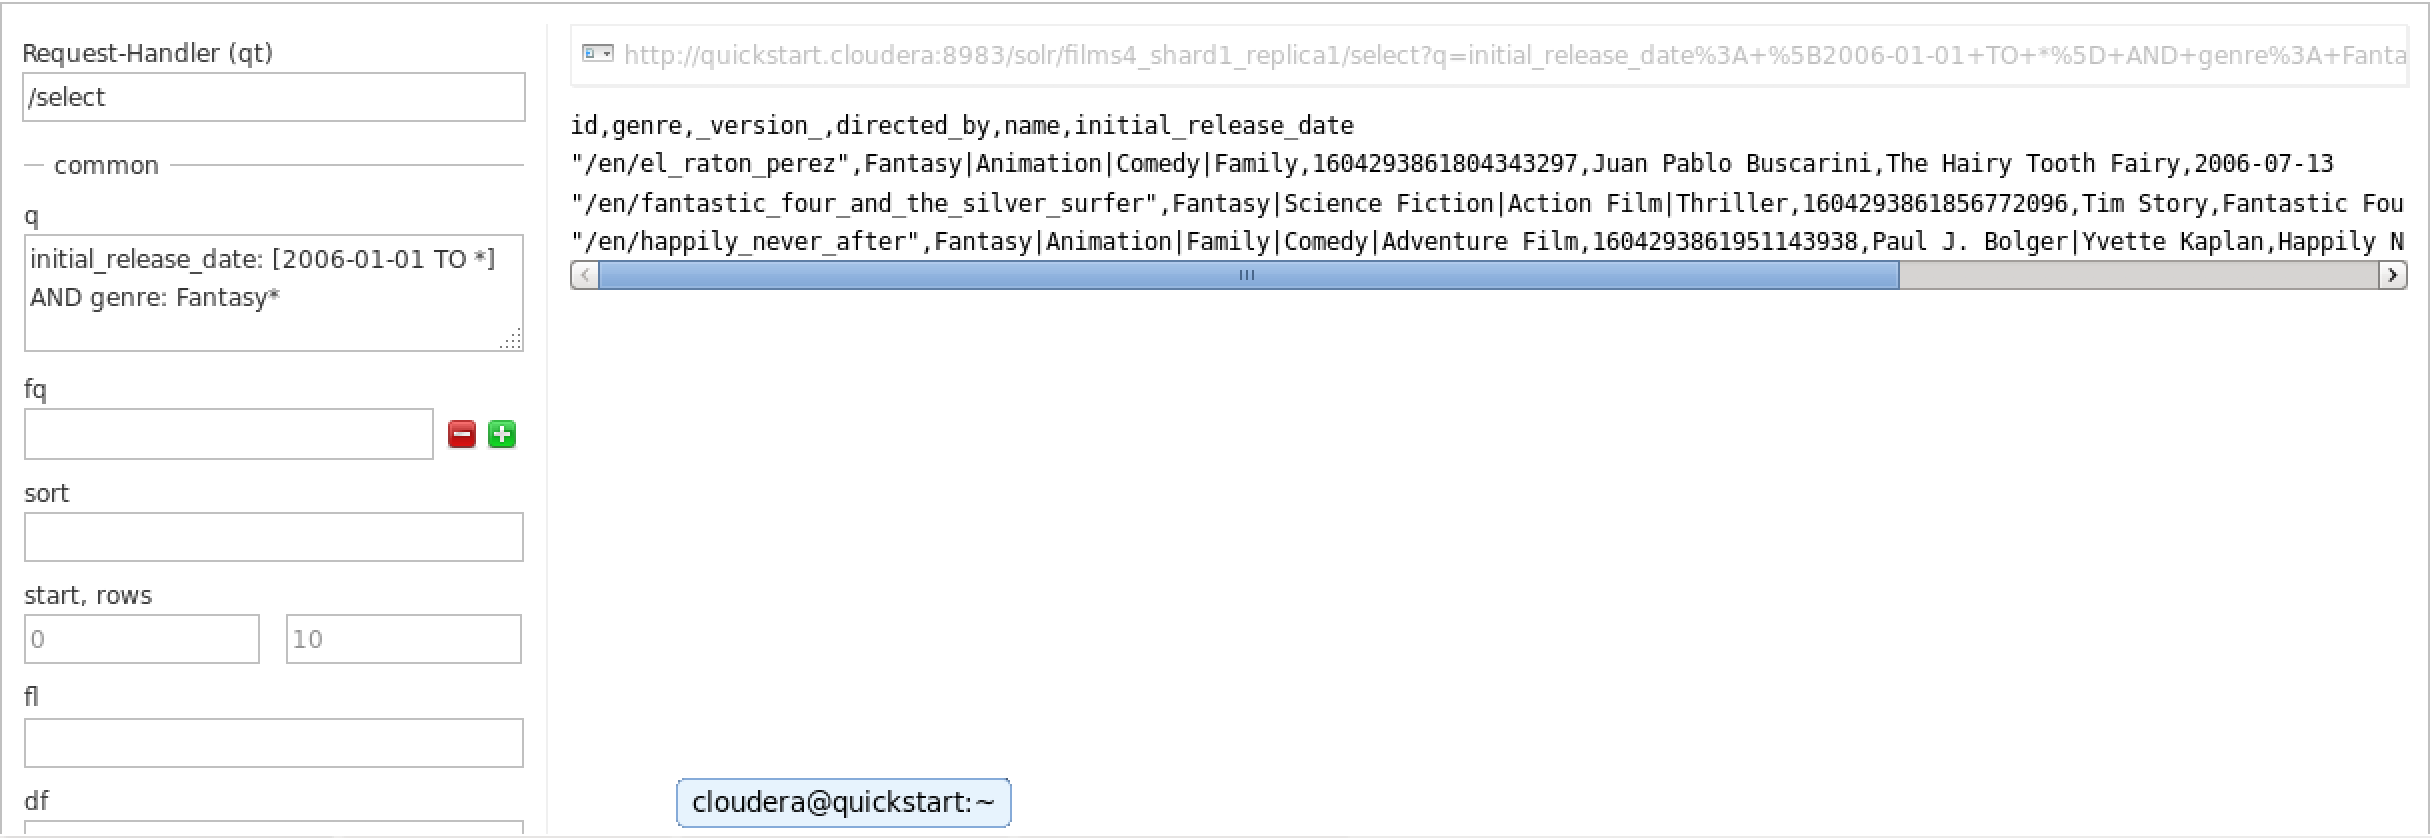 Request-Handler (qt)
/select
common
q
initial_release_date: [2006-01-01 TO *]
AND genre: Fantasy*
fq
sort
start, rows
0 10
fl
df
http://quickstart.cloudera:8983/solr/films4_shard1_replica1/select?q=initial_release_date%3A+%5B2006-01-01+TO+*%5D+AND+genre%3A+Fanta
id,genre,_version_,directed_by,name,initial_release_date
"/en/el_raton_perez",Fantasy|Animation|Comedy|Family,1604293861804343297,Juan Pablo Buscarini,The Hairy Tooth Fairy,2006-07-13
"/en/fantastic_four_and_the_silver_surfer",Fantasy|Science Fiction|Action Film|Thriller,1604293861856772096,Tim Story,Fantastic Fou
"/en/happily_never_after",Fantasy|Animation|Family|Comedy|Adventure Film,1604293861951143938,Paul J. Bolger|Yvette Kaplan,Happily N
cloudera@quickstart:~